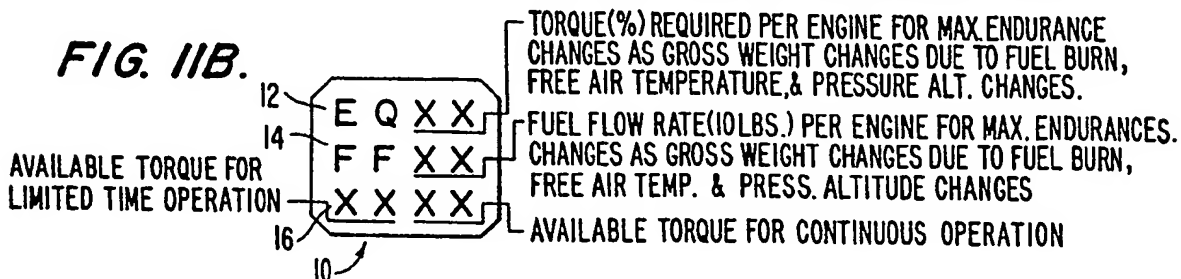 FIG. 11B.
TORQUE(%) REQUIRED PER ENGINE FOR MAX. ENDURANCE
CHANGES AS GROSS WEIGHT CHANGES DUE TO FUEL BURN,
FREE AIR TEMPERATURE, & PRESSURE ALT. CHANGES.
12
E Q X X
14
F F X X
FUEL FLOW RATE (10 LBS.) PER ENGINE FOR MAX. ENDURANCES.
CHANGES AS GROSS WEIGHT CHANGES DUE TO FUEL BURN,
FREE AIR TEMP. & PRESS. ALTITUDE CHANGES
AVAILABLE TORQUE FOR
LIMITED TIME OPERATION
16
X X X X
AVAILABLE TORQUE FOR CONTINUOUS OPERATION
10